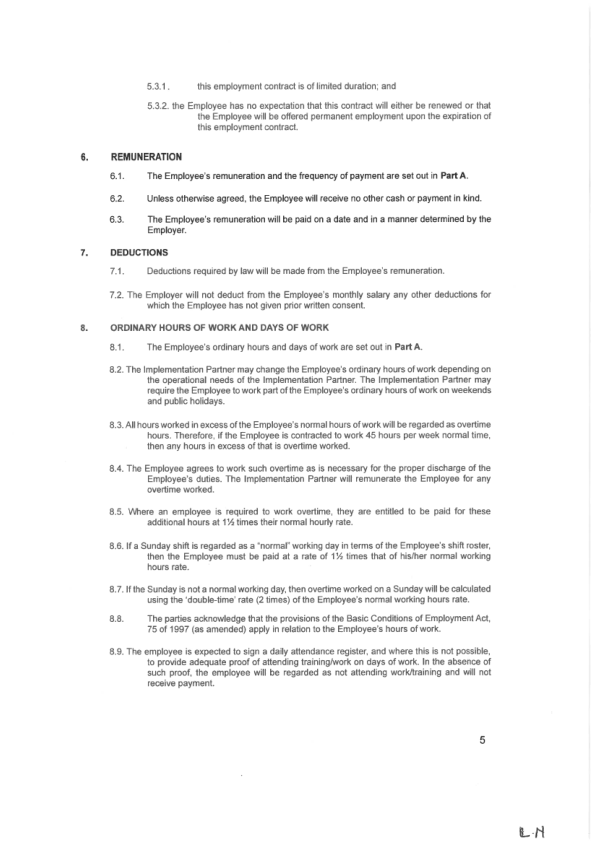 5.3.1. this employment contract is of limited duration; and
5.3.2. the Employee has no expectation that this contract will either be renewed or that
the Employee will be offered permanent employment upon the expiration of
this employment contract.
6. REMUNERATION
6.1. The Employee's remuneration and the frequency of payment are set out in Part A.
6.2. Unless otherwise agreed, the Employee will receive no other cash or payment in kind.
6.3. The Employee's remuneration will be paid on a date and in a manner determined by the
Employer.
7. DEDUCTIONS
7.1. Deductions required by law will be made from the Employee's remuneration.
7.2. The Employer will not deduct from the Employee's monthly salary any other deductions for
which the Employee has not given prior written consent.
8. ORDINARY HOURS OF WORK AND DAYS OF WORK
8.1. The Employee's ordinary hours and days of work are set out in Part A.
8.2. The Implementation Partner may change the Employee's ordinary hours of work depending on
the operational needs of the Implementation Partner. The Implementation Partner may
require the Employee to work part of the Employee's ordinary hours of work on weekends
and public holidays.
8.3. All hours worked in excess of the Employee's normal hours of work will be regarded as overtime
hours. Therefore, if the Employee is contracted to work 45 hours per week normal time,
then any hours in excess of that is overtime worked.
8.4. The Employee agrees to work such overtime as is necessary for the proper discharge of the
Employee's duties. The Implementation Partner will remunerate the Employee for any
overtime worked.
8.5. Where an employee is required to work overtime, they are entitled to be paid for these
additional hours at 1½ times their normal hourly rate.
8.6. If a Sunday shift is regarded as a "normal" working day in terms of the Employee's shift roster,
then the Employee must be paid at a rate of 1½ times that of his/her normal working
hours rate.
8.7. If the Sunday is not a normal working day, then overtime worked on a Sunday will be calculated
using the 'double-time' rate (2 times) of the Employee's normal working hours rate.
8.8. The parties acknowledge that the provisions of the Basic Conditions of Employment Act,
75 of 1997 (as amended) apply in relation to the Employee's hours of work.
8.9. The employee is expected to sign a daily attendance register, and where this is not possible,
to provide adequate proof of attending training/work on days of work. In the absence of
such proof, the employee will be regarded as not attending work/training and will not
receive payment.
5
L.N